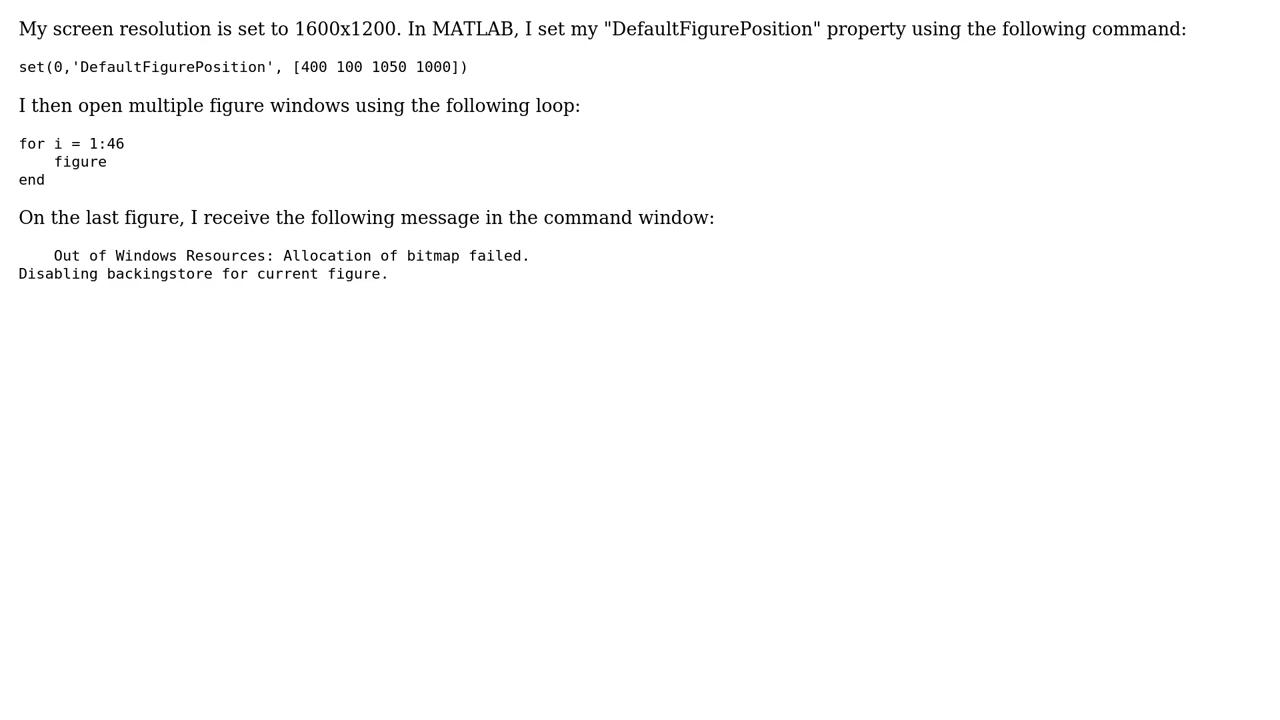 My screen resolution is set to 1600x1200. In MATLAB, I set my "DefaultFigurePosition" property using the following command:
set(0,'DefaultFigurePosition', [400 100 1050 1000])
I then open multiple figure windows using the following loop:
for i = 1:46
    figure
end
On the last figure, I receive the following message in the command window:
    Out of Windows Resources: Allocation of bitmap failed.
Disabling backingstore for current figure.